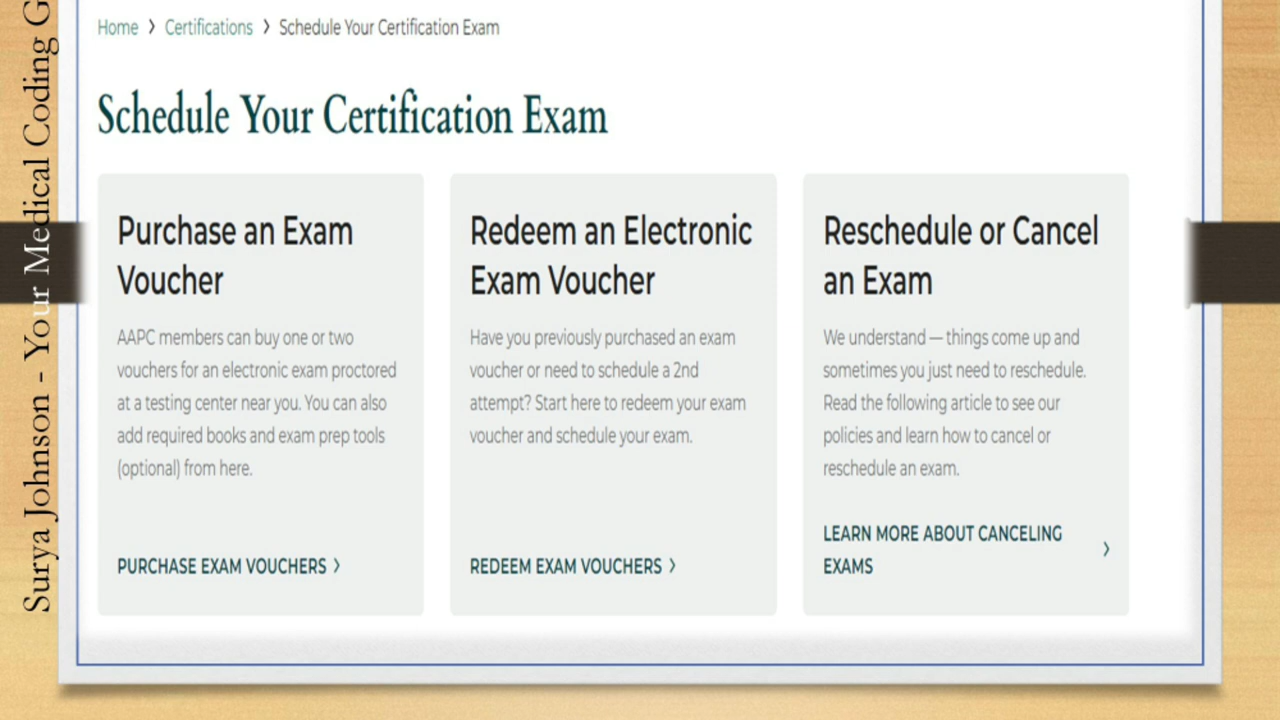 Home > Certifications > Schedule Your Certification Exam
Schedule Your Certification Exam
Purchase an Exam
Voucher
AAPC members can buy one or two
vouchers for an electronic exam proctored
at a testing center near you. You can also
add required books and exam prep tools
(optional) from here.
PURCHASE EXAM VOUCHERS >
Redeem an Electronic
Exam Voucher
Have you previously purchased an exam
voucher or need to schedule a 2nd
attempt? Start here to redeem your exam
voucher and schedule your exam.
REDEEM EXAM VOUCHERS >
Reschedule or Cancel
an Exam
We understand — things come up and
sometimes you just need to reschedule.
Read the following article to see our
policies and learn how to cancel or
reschedule an exam.
LEARN MORE ABOUT CANCELING
EXAMS >
Surya Johnson - Your Medical Coding G